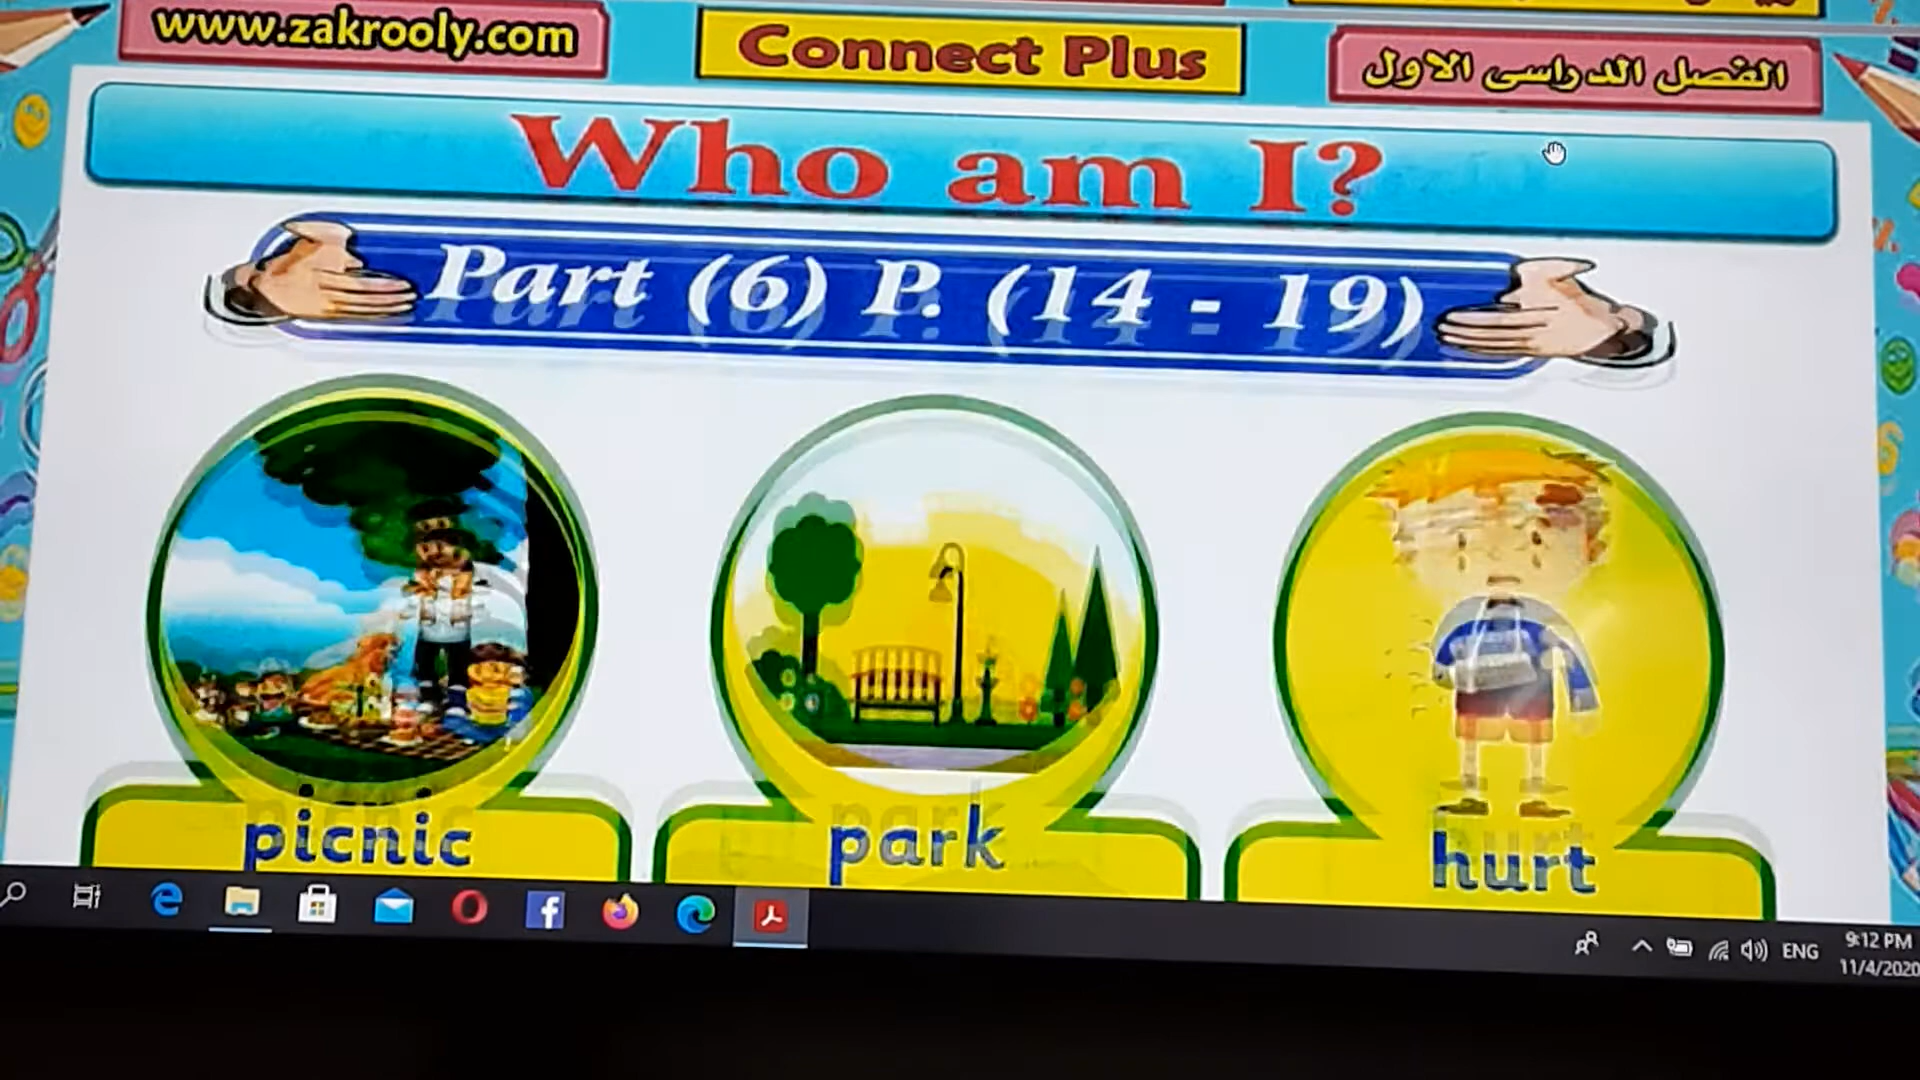 www.zakrooly.com
Connect Plus
الفصل الدراسى الاول
Who am I?
Part (6) P. (14 - 19)
picnic
park
hurt
ENG
9:12 PM
11/4/2020